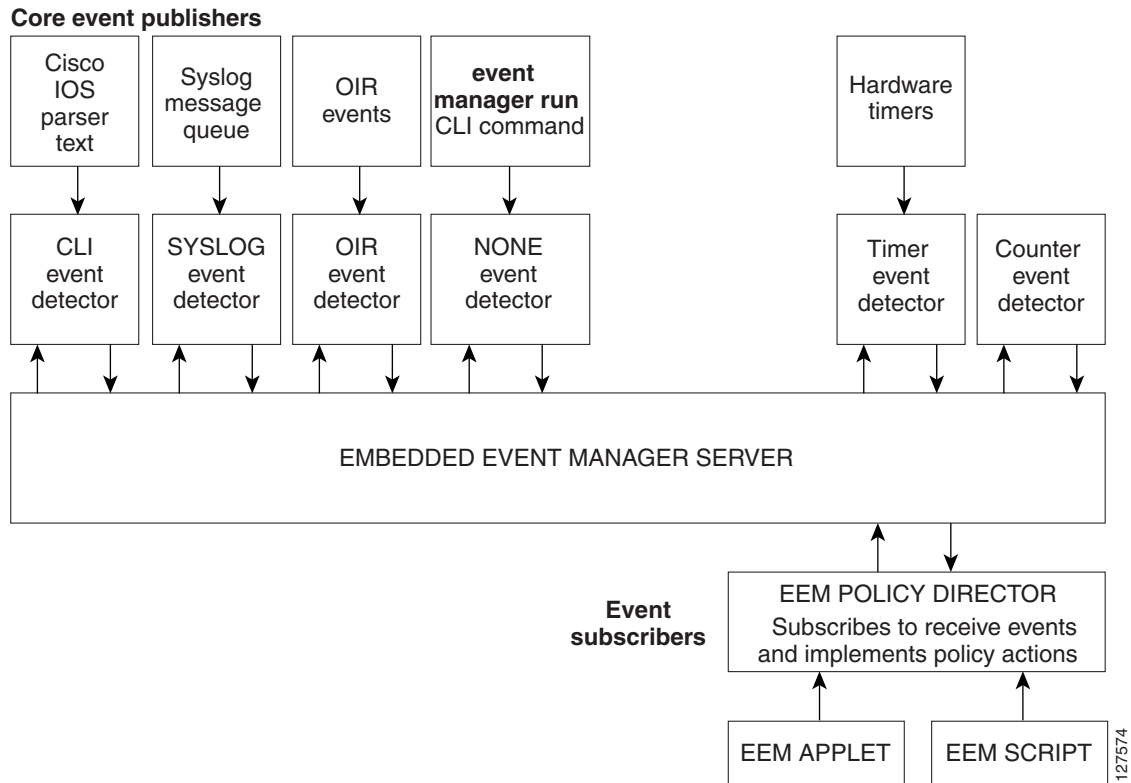 Core event publishers
Cisco
IOS
parser
text
Syslog
message
queue
OIR
events
event
manager run
CLI command
Hardware
timers
CLI
event
detector
SYSLOG
event
detector
OIR
event
detector
NONE
event
detector
Timer
event
detector
Counter
event
detector
EMBEDDED EVENT MANAGER SERVER
Event
subscribers
EEM POLICY DIRECTOR
Subscribes to receive events
and implements policy actions
EEM APPLET
EEM SCRIPT
127574